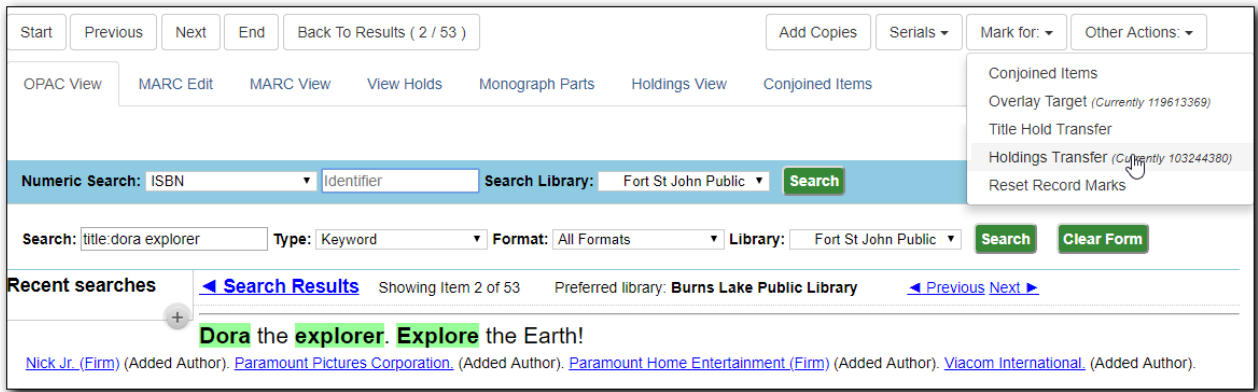 Start Previous Next End Back To Results ( 2 / 53 ) Add Copies Serials Mark for: Other Actions:
Conjoined Items
OPAC View MARC Edit MARC View View Holds Monograph Parts Holdings View Conjoined Items
Overlay Target (Currently 119613369)
Title Hold Transfer
Holdings Transfer (Currently 103244380)
Reset Record Marks
Numeric Search: ISBN Identifier Search Library: Fort St John Public Search
Search: title:dora explorer Type: Keyword Format: All Formats Library: Fort St John Public Search Clear Form
Recent searches ◄ Search Results Showing Item 2 of 53 Preferred library: Burns Lake Public Library ◄ Previous Next ►
+
Dora the explorer. Explore the Earth!
Nick Jr. (Firm) (Added Author). Paramount Pictures Corporation. (Added Author). Paramount Home Entertainment (Firm) (Added Author). Viacom International. (Added Author).